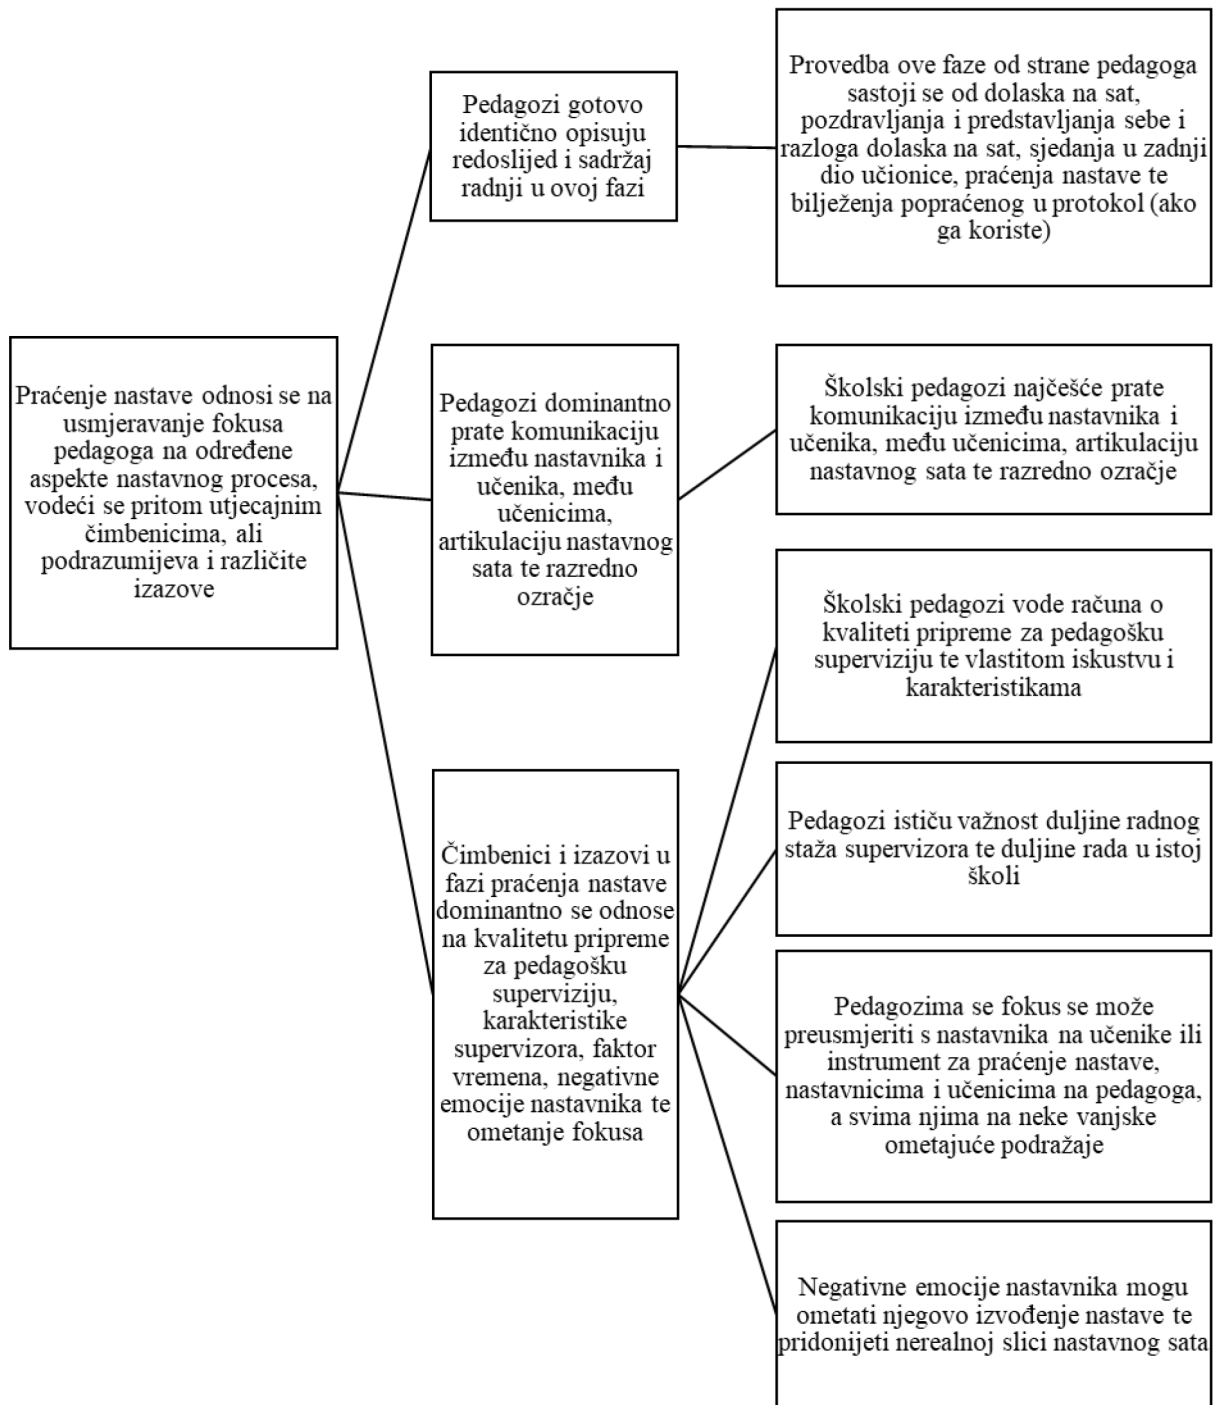 Praćenje nastave odnosi se na
usmjeravanje fokusa
pedagoga na određene
aspekte nastavnog procesa,
vodeći se pritom utjecajnim
čimbenicima, ali
podrazumijeva i različite
izazove
Pedagozi gotovo
identično opisuju
redoslijed i sadržaj
radnji u ovoj fazi
Provedba ove faze od strane pedagoga
sastoji se od dolaska na sat,
pozdravljanja i predstavljanja sebe i
razloga dolaska na sat, sjedanja u zadnji
dio učionice, praćenja nastave te
bilježenja popraćenog u protokol (ako
ga koriste)
Pedagozi dominantno
prate komunikaciju
između nastavnika i
učenika, među
učenicima,
artikulaciju nastavnog
sata te razredno
ozračje
Školski pedagozi najčešće prate
komunikaciju između nastavnika i
učenika, među učenicima, artikulaciju
nastavnog sata te razredno ozračje
Čimbenici i izazovi u
fazi praćenja nastave
dominantno se odnose
na kvalitetu pripreme
za pedagošku
superviziju,
karakteristike
supervizora, faktor
vremena, negativne
emocije nastavnika te
ometanje fokusa
Školski pedagozi vode računa o
kvaliteti pripreme za pedagošku
superviziju te vlastitom iskustvu i
karakteristikama
Pedagozi ističu važnost duljine radnog
staža supervizora te duljine rada u istoj
školi
Pedagozima se fokus se može
preusmjeriti s nastavnika na učenike ili
instrument za praćenje nastave,
nastavnicima i učenicima na pedagoga,
a svima njima na neke vanjske
ometajuće podražaje
Negativne emocije nastavnika mogu
ometati njegovo izvođenje nastave te
pridonijeti nerealnoj slici nastavnog sata